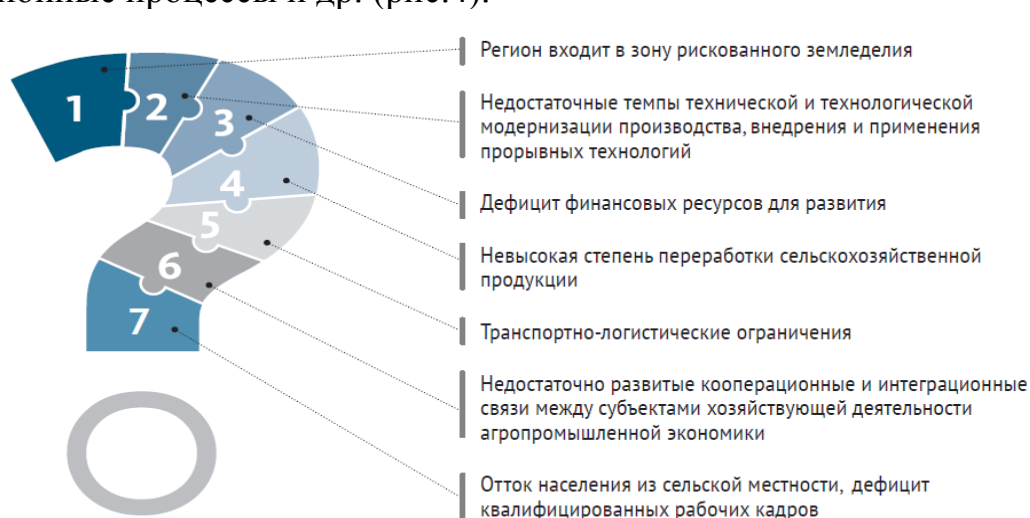 процессы и др. (рис.4).
1
Регион входит в зону рискованного земледелия
2
Недостаточные темпы технической и технологической
модернизации производства, внедрения и применения
прорывных технологий
3
Дефицит финансовых ресурсов для развития
4
Невысокая степень переработки сельскохозяйственной
продукции
5
Транспортно-логистические ограничения
6
Недостаточно развитые кооперационные и интеграционные
связи между субъектами хозяйствующей деятельности
агропромышленной экономики
7
Отток населения из сельской местности, дефицит
квалифицированных рабочих кадров